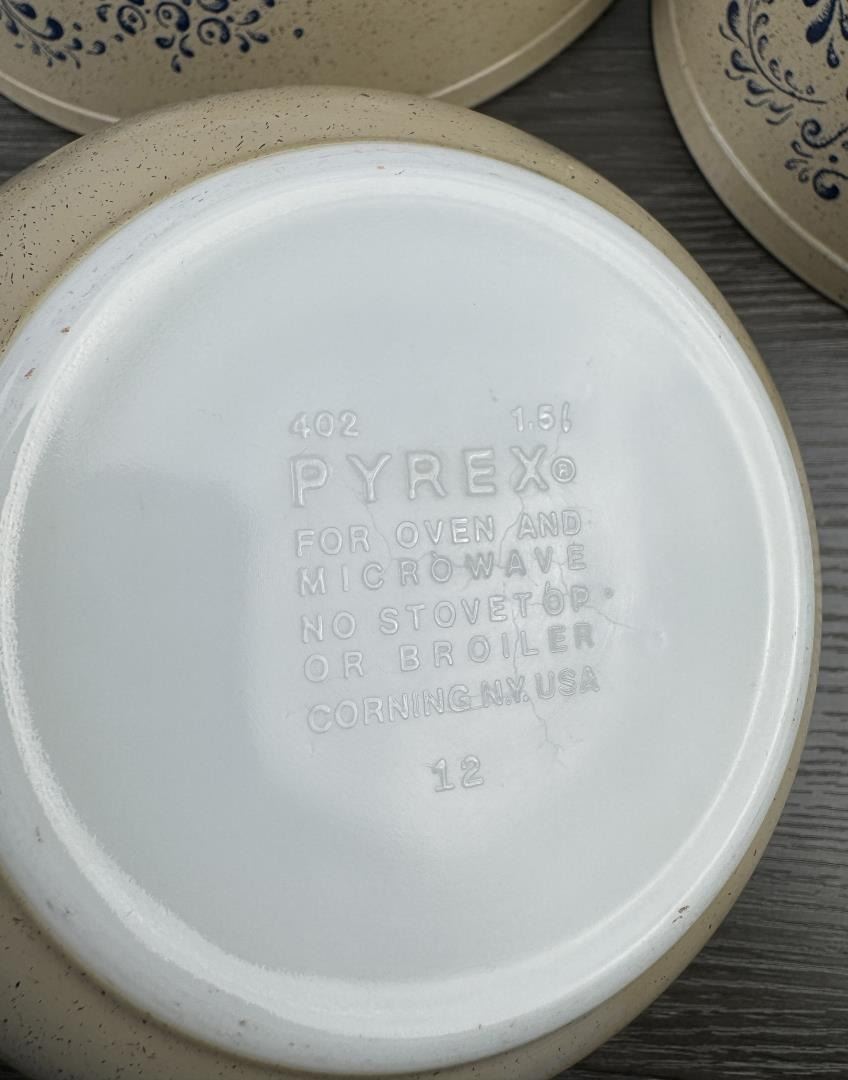 402 1.5ℓ
PYREX®
FOR OVEN AND
MICROWAVE
NO STOVETOP
OR BROILER
CORNING N.Y. USA
12